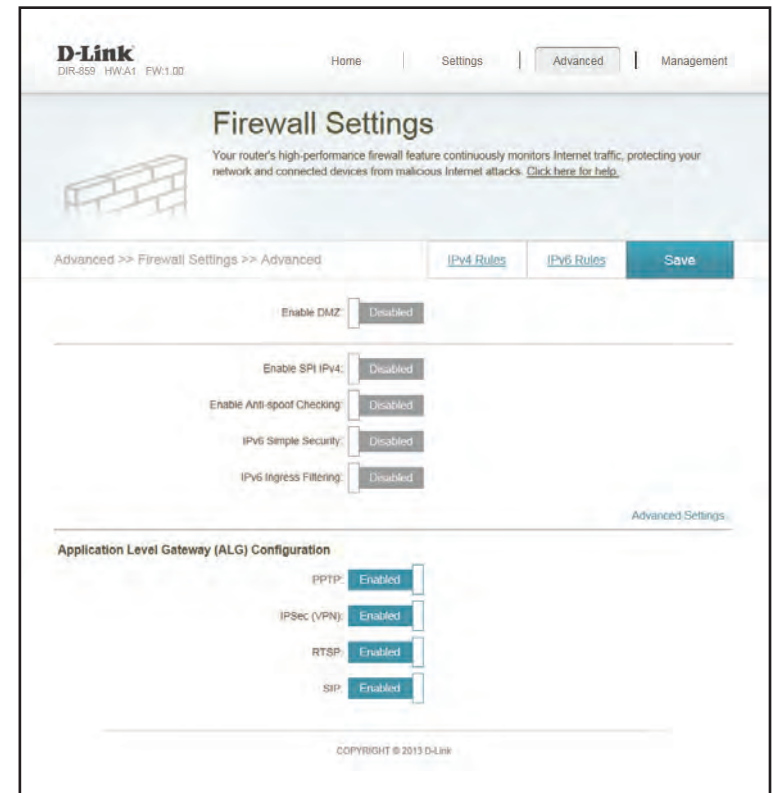 D-Link
DIR-859 HW:A1 FW:1.00
Home Settings Advanced Management
Firewall Settings
Your router's high-performance firewall feature continuously monitors Internet traffic, protecting your
network and connected devices from malicious Internet attacks. Click here for help.
Advanced >> Firewall Settings >> Advanced IPv4 Rules IPv6 Rules Save
Enable DMZ: Disabled
Enable SPI IPv4: Disabled
Enable Anti-spoof Checking: Disabled
IPv6 Simple Security: Disabled
IPv6 Ingress Filtering: Disabled
Advanced Settings
Application Level Gateway (ALG) Configuration
PPTP: Enabled
IPSec (VPN): Enabled
RTSP: Enabled
SIP: Enabled
COPYRIGHT © 2013 D-Link